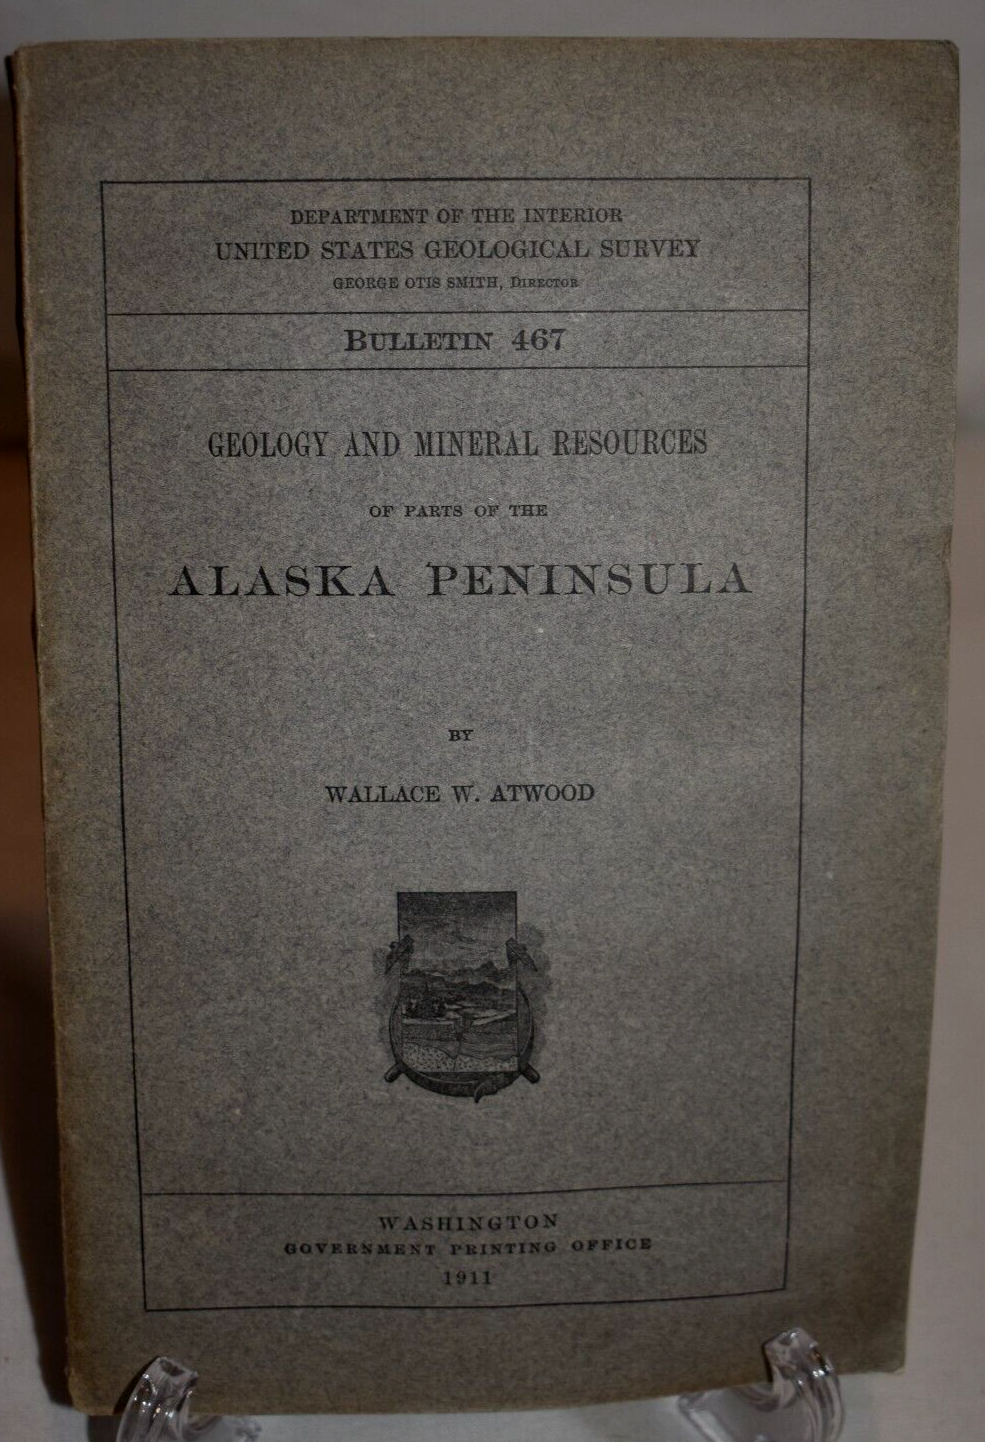 DEPARTMENT OF THE INTERIOR
UNITED STATES GEOLOGICAL SURVEY
GEORGE OTIS SMITH, DIRECTOR
BULLETIN 467
GEOLOGY AND MINERAL RESOURCES
OF PARTS OF THE
ALASKA PENINSULA
BY
WALLACE W. ATWOOD
WASHINGTON
GOVERNMENT PRINTING OFFICE
1911